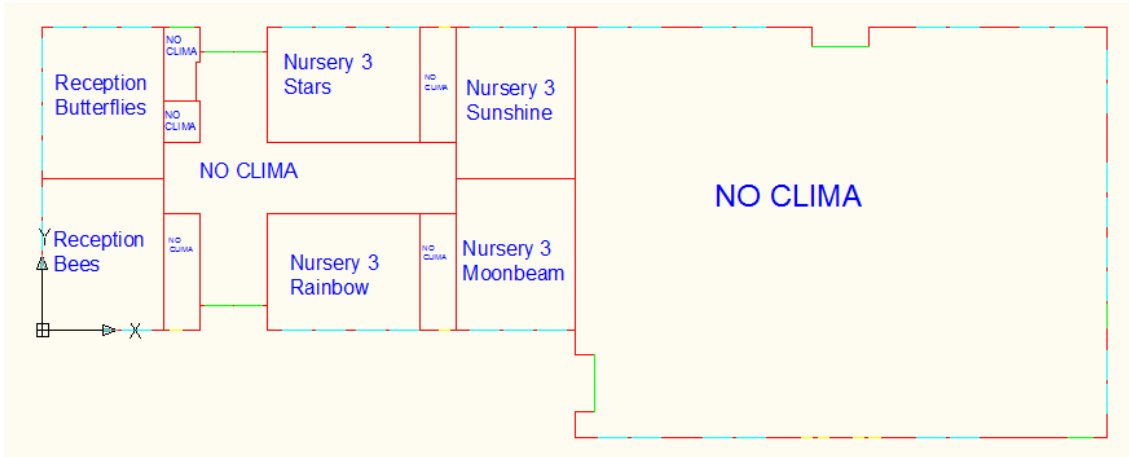 NO
CLIMA
Reception
Butterflies
NO
CLIMA
Nursery 3
Stars
NO
CLIMA
Nursery 3
Sunshine
NO CLIMA
NO CLIMA
Y
Reception
Bees
NO
CLIMA
Nursery 3
Rainbow
NO
CLIMA
Nursery 3
Moonbeam
X